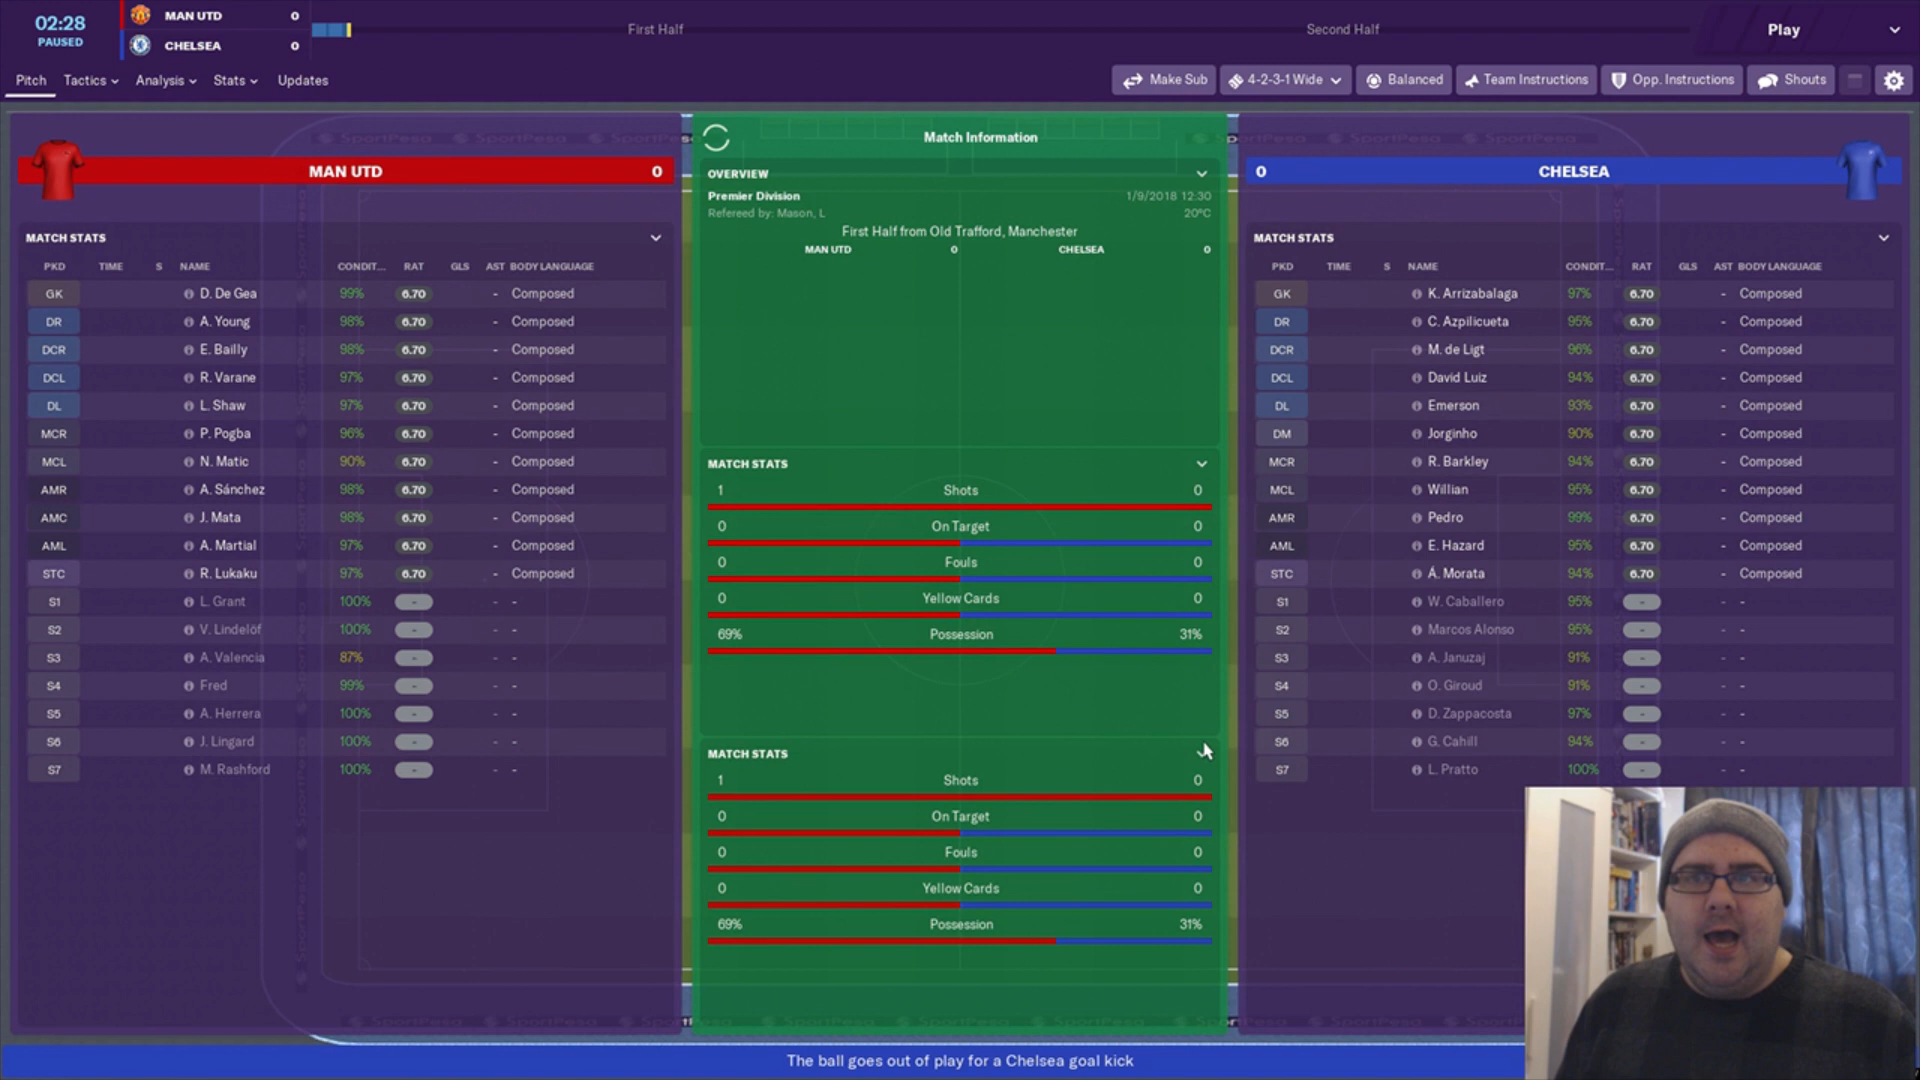 02:28
PAUSED
MAN UTD 0
CHELSEA 0
First Half
Second Half
Play
Pitch Tactics Analysis Stats Updates
Make Sub 4-2-3-1 Wide Balanced Team Instructions Opp. Instructions Shouts
MAN UTD 0
MATCH STATS
PKD TIME S NAME CONDIT... RAT GLS AST BODY LANGUAGE
GK D. De Gea 99% 6.70 - Composed
DR A. Young 98% 6.70 - Composed
DCR E. Bailly 98% 6.70 - Composed
DCL R. Varane 97% 6.70 - Composed
DL L. Shaw 97% 6.70 - Composed
MCR P. Pogba 96% 6.70 - Composed
MCL N. Matic 90% 6.70 - Composed
AMR A. Sánchez 98% 6.70 - Composed
AMC J. Mata 98% 6.70 - Composed
AML A. Martial 97% 6.70 - Composed
STC R. Lukaku 97% 6.70 - Composed
S1 L. Grant 100% - - -
S2 V. Lindelöf 100% - - -
S3 A. Valencia 87% - - -
S4 Fred 99% - - -
S5 A. Herrera 100% - - -
S6 J. Lingard 100% - - -
S7 M. Rashford 100% - - -
Match Information
OVERVIEW
Premier Division 1/9/2018 12:30
Refereed by: Mason, L 20°C
First Half from Old Trafford, Manchester
MAN UTD 0 CHELSEA 0
MATCH STATS
1 Shots 0
0 On Target 0
0 Fouls 0
0 Yellow Cards 0
69% Possession 31%
MATCH STATS
1 Shots 0
0 On Target 0
0 Fouls 0
0 Yellow Cards 0
69% Possession 31%
0 CHELSEA
MATCH STATS
PKD TIME S NAME CONDIT... RAT GLS AST BODY LANGUAGE
GK K. Arrizabalaga 97% 6.70 - Composed
DR C. Azpilicueta 95% 6.70 - Composed
DCR M. de Ligt 96% 6.70 - Composed
DCL David Luiz 94% 6.70 - Composed
DL Emerson 93% 6.70 - Composed
DM Jorginho 90% 6.70 - Composed
MCR R. Barkley 94% 6.70 - Composed
MCL Willian 95% 6.70 - Composed
AMR Pedro 99% 6.70 - Composed
AML E. Hazard 95% 6.70 - Composed
STC Á. Morata 94% 6.70 - Composed
S1 W. Caballero 95% - - -
S2 Marcos Alonso 95% - - -
S3 A. Januzaj 91% - - -
S4 O. Giroud 91% - - -
S5 D. Zappacosta 97% - - -
S6 G. Cahill 94% - - -
S7 L. Pratto 100% - - -
The ball goes out of play for a Chelsea goal kick